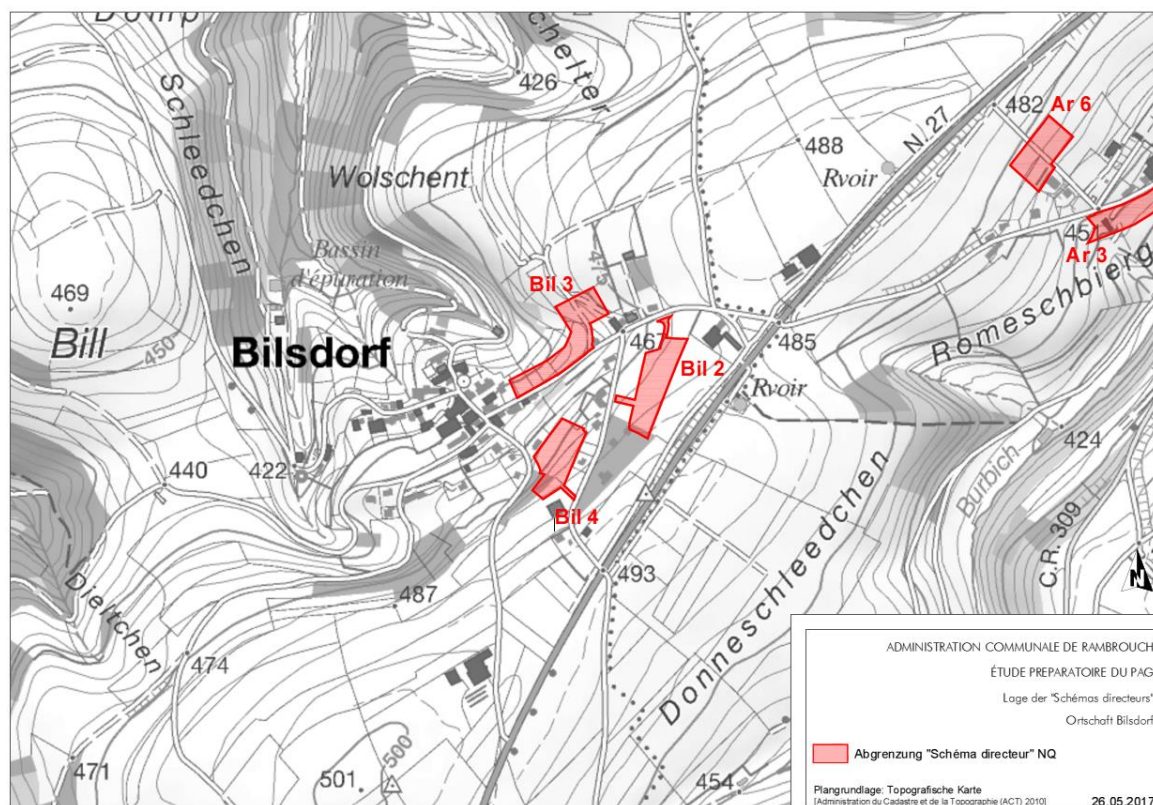 Schleedchen
426
Wolschent
482
Ar 6
488
N. 27
Rvoir
Ar 3
Bassin
d'épuration
Bil 3
469
Bill
450
Bilsdorf
475
467
Bil 2
485
Romeschbierg
Rvoir
424
Burbich
440
422
Bil 4
C.R. 309
N
493
487
Donneschleedchen
Dieltchen
474
471
501
500
454
ADMINISTRATION COMMUNALE DE RAMBROUCH
ÉTUDE PREPARATOIRE DU PAG
Lage der "Schémas directeurs"
Ortschaft Bilsdorf
Abgrenzung "Schéma directeur" NQ
Plangrundlage: Topografische Karte
[Administration du Cadastre et de la Topographie (ACT) 2010]
26.05.2017